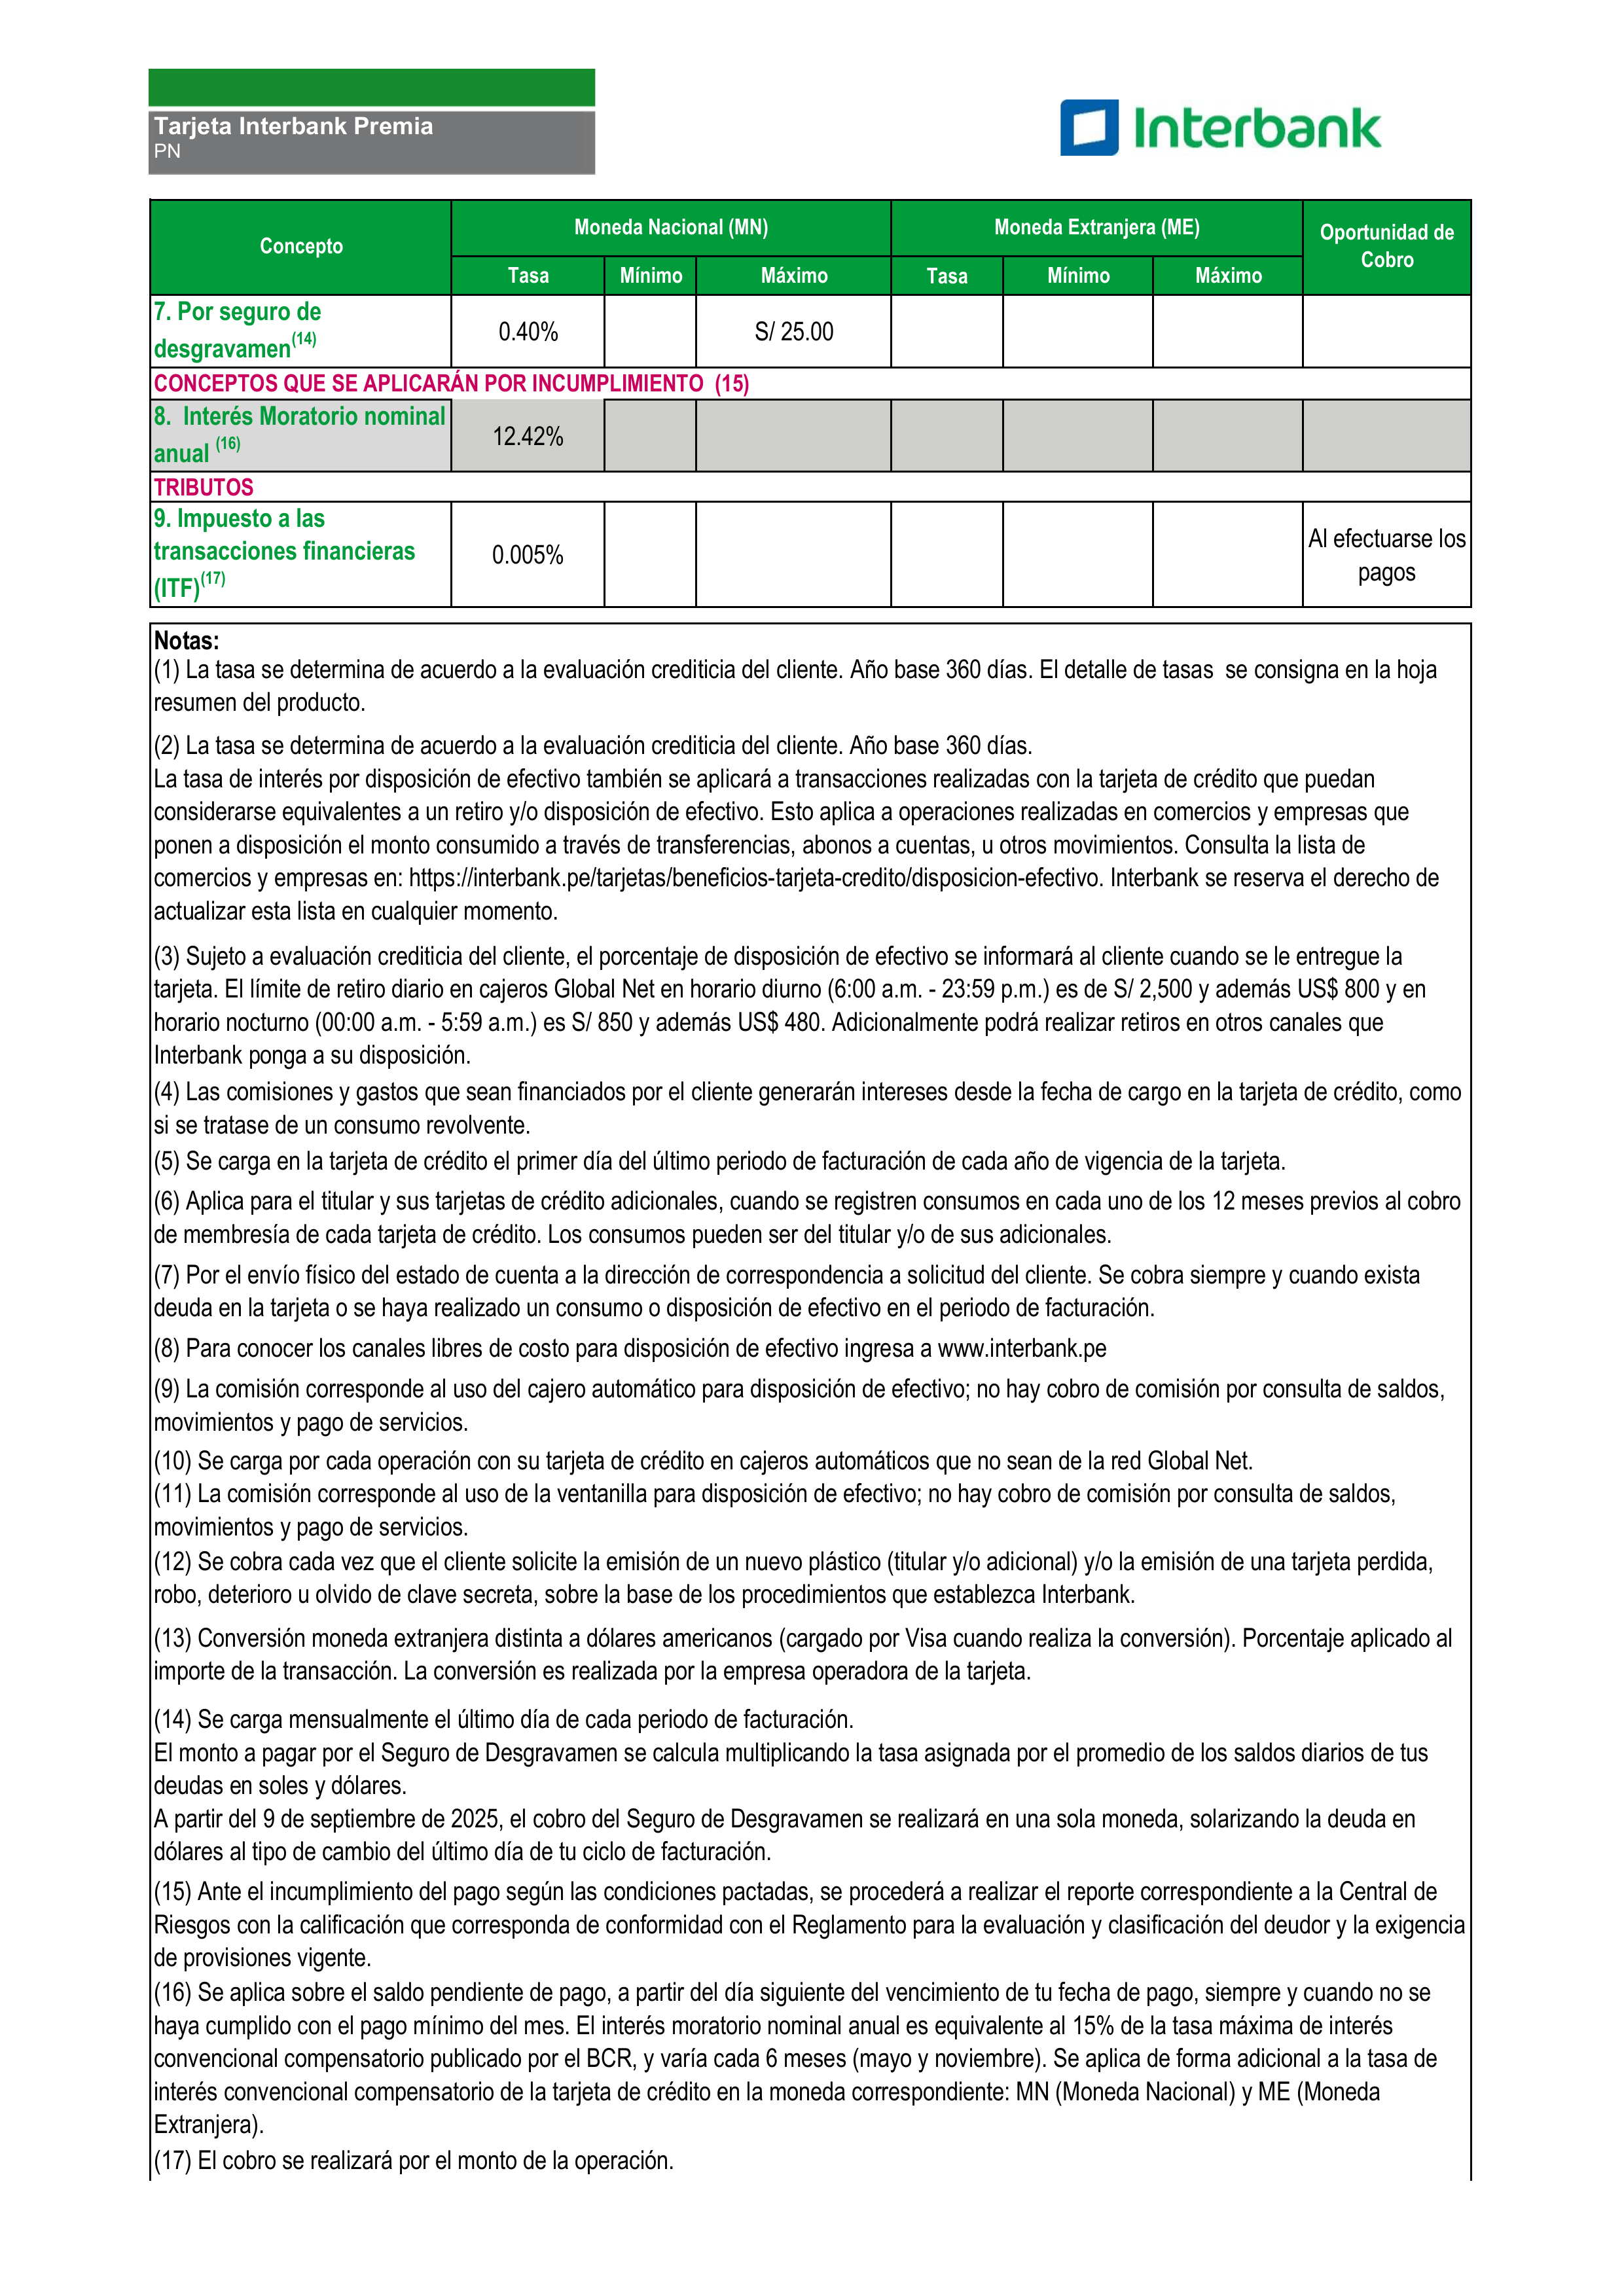 Tarjeta Interbank Premia
PN
Interbank
Concepto
Moneda Nacional (MN)
Moneda Extranjera (ME)
Oportunidad de
Cobro
Tasa
Mínimo
Máximo
Tasa
Mínimo
Máximo
7. Por seguro de
desgravamen(14)
0.40%
S/ 25.00
CONCEPTOS QUE SE APLICARÁN POR INCUMPLIMIENTO  (15)
8.  Interés Moratorio nominal
anual (16)
12.42%
TRIBUTOS
9. Impuesto a las
transacciones financieras
(ITF)(17)
0.005%
Al efectuarse los
pagos
Notas:
(1) La tasa se determina de acuerdo a la evaluación crediticia del cliente. Año base 360 días. El detalle de tasas  se consigna en la hoja
resumen del producto.
(2) La tasa se determina de acuerdo a la evaluación crediticia del cliente. Año base 360 días.
La tasa de interés por disposición de efectivo también se aplicará a transacciones realizadas con la tarjeta de crédito que puedan
considerarse equivalentes a un retiro y/o disposición de efectivo. Esto aplica a operaciones realizadas en comercios y empresas que
ponen a disposición el monto consumido a través de transferencias, abonos a cuentas, u otros movimientos. Consulta la lista de
comercios y empresas en: https://interbank.pe/tarjetas/beneficios-tarjeta-credito/disposicion-efectivo. Interbank se reserva el derecho de
actualizar esta lista en cualquier momento.
(3) Sujeto a evaluación crediticia del cliente, el porcentaje de disposición de efectivo se informará al cliente cuando se le entregue la
tarjeta. El límite de retiro diario en cajeros Global Net en horario diurno (6:00 a.m. - 23:59 p.m.) es de S/ 2,500 y además US$ 800 y en
horario nocturno (00:00 a.m. - 5:59 a.m.) es S/ 850 y además US$ 480. Adicionalmente podrá realizar retiros en otros canales que
Interbank ponga a su disposición.
(4) Las comisiones y gastos que sean financiados por el cliente generarán intereses desde la fecha de cargo en la tarjeta de crédito, como
si se tratase de un consumo revolvente.
(5) Se carga en la tarjeta de crédito el primer día del último periodo de facturación de cada año de vigencia de la tarjeta.
(6) Aplica para el titular y sus tarjetas de crédito adicionales, cuando se registren consumos en cada uno de los 12 meses previos al cobro
de membresía de cada tarjeta de crédito. Los consumos pueden ser del titular y/o de sus adicionales.
(7) Por el envío físico del estado de cuenta a la dirección de correspondencia a solicitud del cliente. Se cobra siempre y cuando exista
deuda en la tarjeta o se haya realizado un consumo o disposición de efectivo en el periodo de facturación.
(8) Para conocer los canales libres de costo para disposición de efectivo ingresa a www.interbank.pe
(9) La comisión corresponde al uso del cajero automático para disposición de efectivo; no hay cobro de comisión por consulta de saldos,
movimientos y pago de servicios.
(10) Se carga por cada operación con su tarjeta de crédito en cajeros automáticos que no sean de la red Global Net.
(11) La comisión corresponde al uso de la ventanilla para disposición de efectivo; no hay cobro de comisión por consulta de saldos,
movimientos y pago de servicios.
(12) Se cobra cada vez que el cliente solicite la emisión de un nuevo plástico (titular y/o adicional) y/o la emisión de una tarjeta perdida,
robo, deterioro u olvido de clave secreta, sobre la base de los procedimientos que establezca Interbank.
(13) Conversión moneda extranjera distinta a dólares americanos (cargado por Visa cuando realiza la conversión). Porcentaje aplicado al
importe de la transacción. La conversión es realizada por la empresa operadora de la tarjeta.
(14) Se carga mensualmente el último día de cada periodo de facturación.
El monto a pagar por el Seguro de Desgravamen se calcula multiplicando la tasa asignada por el promedio de los saldos diarios de tus
deudas en soles y dólares.
A partir del 9 de septiembre de 2025, el cobro del Seguro de Desgravamen se realizará en una sola moneda, solarizando la deuda en
dólares al tipo de cambio del último día de tu ciclo de facturación.
(15) Ante el incumplimiento del pago según las condiciones pactadas, se procederá a realizar el reporte correspondiente a la Central de
Riesgos con la calificación que corresponda de conformidad con el Reglamento para la evaluación y clasificación del deudor y la exigencia
de provisiones vigente.
(16) Se aplica sobre el saldo pendiente de pago, a partir del día siguiente del vencimiento de tu fecha de pago, siempre y cuando no se
haya cumplido con el pago mínimo del mes. El interés moratorio nominal anual es equivalente al 15% de la tasa máxima de interés
convencional compensatorio publicado por el BCR, y varía cada 6 meses (mayo y noviembre). Se aplica de forma adicional a la tasa de
interés convencional compensatorio de la tarjeta de crédito en la moneda correspondiente: MN (Moneda Nacional) y ME (Moneda
Extranjera).
(17) El cobro se realizará por el monto de la operación.